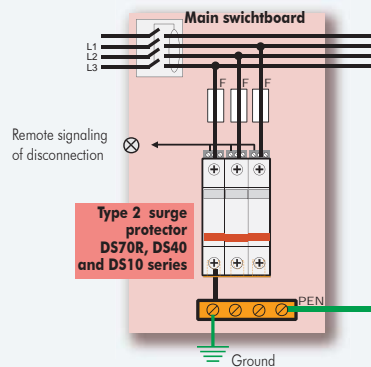 Main swichtboard
L1
L2
L3
F F F
Remote signaling
of disconnection
Type 2 surge
protector
DS70R, DS40
and DS10 series
PEN
Ground